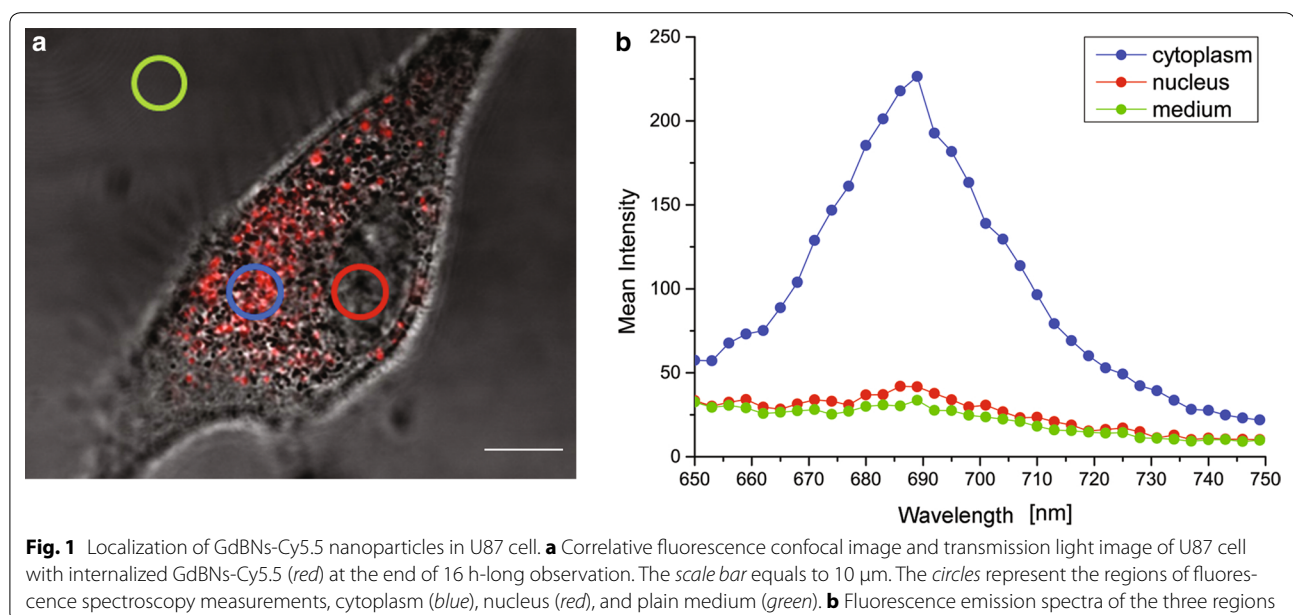 a
b
250
200
150
100
50
0
Mean Intensity
cytoplasm
nucleus
medium
650 660 670 680 690 700 710 720 730 740 750
Wavelength [nm]
Fig. 1 Localization of GdBNs-Cy5.5 nanoparticles in U87 cell. a Correlative fluorescence confocal image and transmission light image of U87 cell
with internalized GdBNs-Cy5.5 (red) at the end of 16 h-long observation. The scale bar equals to 10 μm. The circles represent the regions of fluores-
cence spectroscopy measurements, cytoplasm (blue), nucleus (red), and plain medium (green). b Fluorescence emission spectra of the three regions